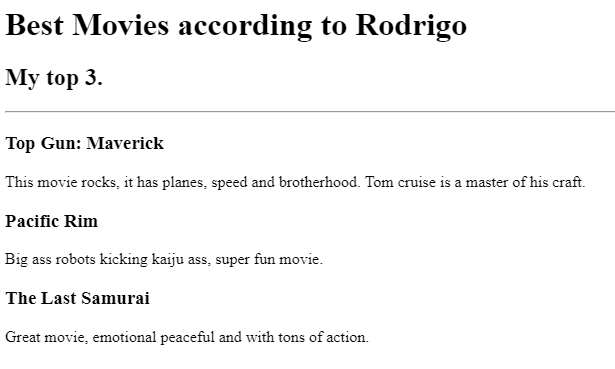 Best Movies according to Rodrigo
My top 3.
Top Gun: Maverick
This movie rocks, it has planes, speed and brotherhood. Tom cruise is a master of his craft.
Pacific Rim
Big ass robots kicking kaiju ass, super fun movie.
The Last Samurai
Great movie, emotional peaceful and with tons of action.